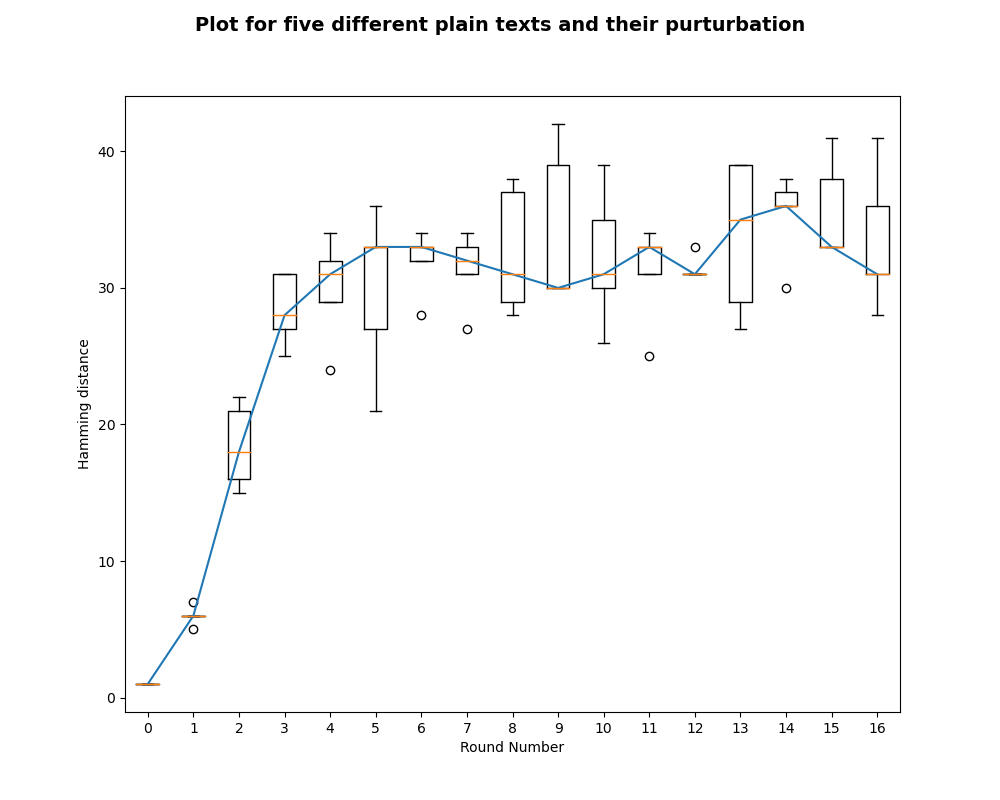 Plot for five different plain texts and their purturbation
40
30
20
10
0
Hamming distance
0 1 2 3 4 5 6 7 8 9 10 11 12 13 14 15 16
Round Number